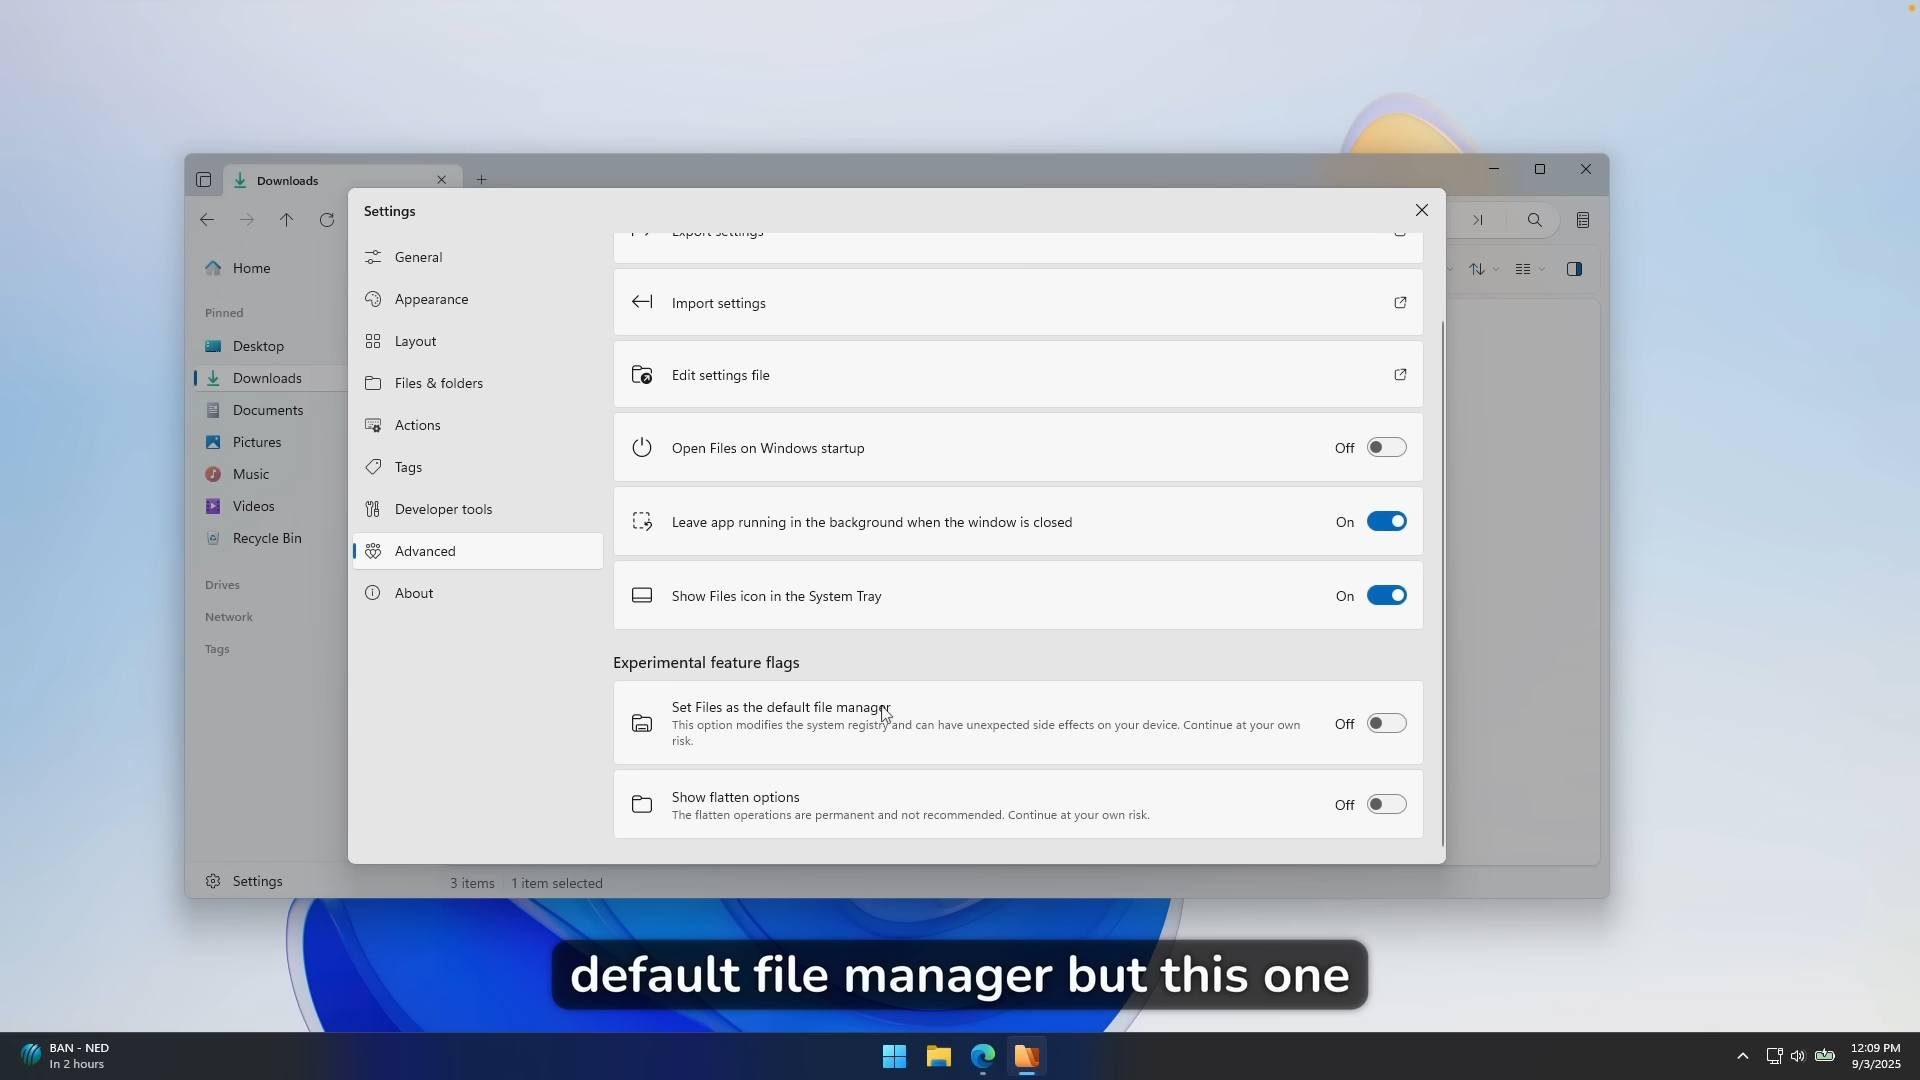 Downloads
Settings
Export settings
General
Home
Appearance
Import settings
Pinned
Layout
Desktop
Edit settings file
Downloads
Files & folders
Documents
Actions
Pictures
Open Files on Windows startup
Off
Tags
Music
Developer tools
Videos
Leave app running in the background when the window is closed
On
Recycle Bin
Advanced
Drives
About
Show Files icon in the System Tray
On
Network
Tags
Experimental feature flags
Set Files as the default file manager
This option modifies the system registry and can have unexpected side effects on your device. Continue at your own
risk.
Off
Show flatten options
The flatten operations are permanent and not recommended. Continue at your own risk.
Off
Settings
3 items
1 item selected
default file manager but this one
BAN - NED
In 2 hours
12:09 PM
9/3/2025